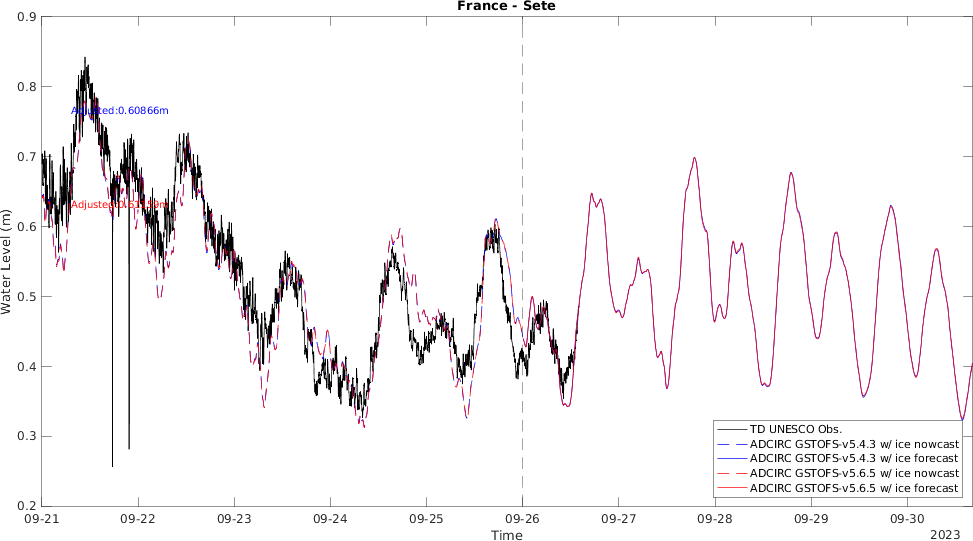 France - Sete
0.9
0.8
0.7
0.6
0.5
0.4
0.3
0.2
Water Level (m)
Adjusted:0.60866m
TD UNESCO Obs.
ADCIRC GSTOFS-v5.4.3 w/ ice nowcast
ADCIRC GSTOFS-v5.4.3 w/ ice forecast
ADCIRC GSTOFS-v5.6.5 w/ ice nowcast
ADCIRC GSTOFS-v5.6.5 w/ ice forecast
09-21 09-22 09-23 09-24 09-25 09-26 09-27 09-28 09-29 09-30
Time
2023